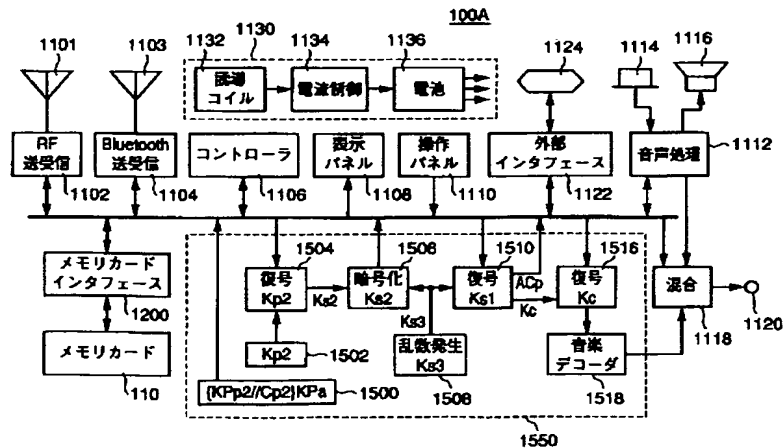 100A
1101
1103
1132
1130
1134
1136
1124
1114
1116
誘導
コイル
電流制御
電池
RF
送受信
1102
Bluetooth
送受信
1104
コントローラ
1106
表示
パネル
1108
操作
パネル
1110
外部
インタフェース
1122
音声処理
1112
メモリカード
インタフェース
1200
メモリカード
110
1504
復号
Kp2
Ks2
1506
暗号化
Ks2
Ks3
1510
復号
Ks1
ACp
Kc
1516
復号
Kc
混合
1118
1120
Kp2
1502
乱数発生
Ks3
1508
音楽
デコーダ
1518
{KPp2//Cp2}KPa
1500
1550